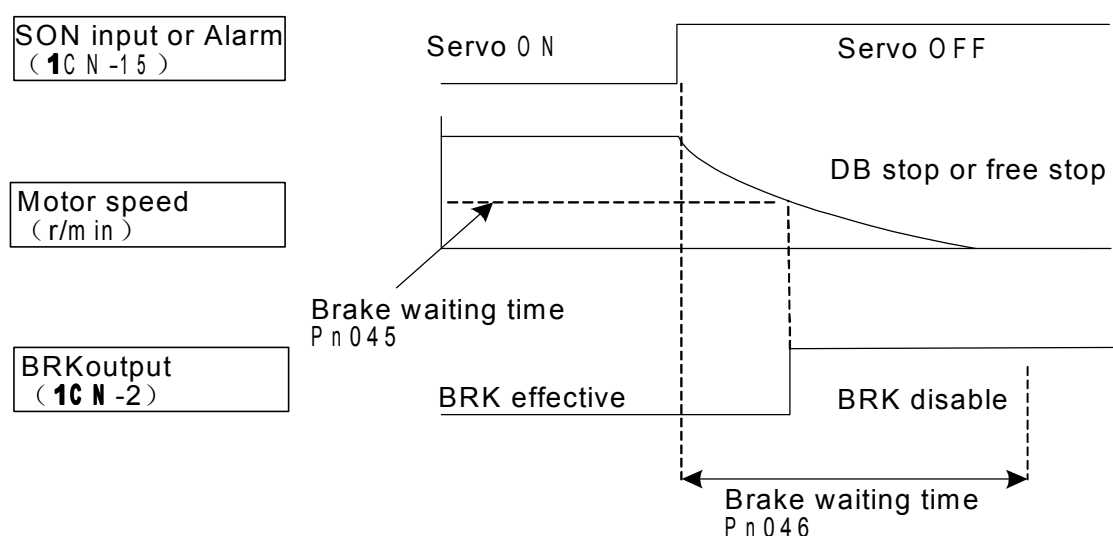 SON input or Alarm
（1CN-15）
Servo ON
Servo OFF
DB stop or free stop
Motor speed
（r/min）
Brake waiting time
Pn045
BRKoutput
（1CN-2）
BRK effective
BRK disable
Brake waiting time
Pn046